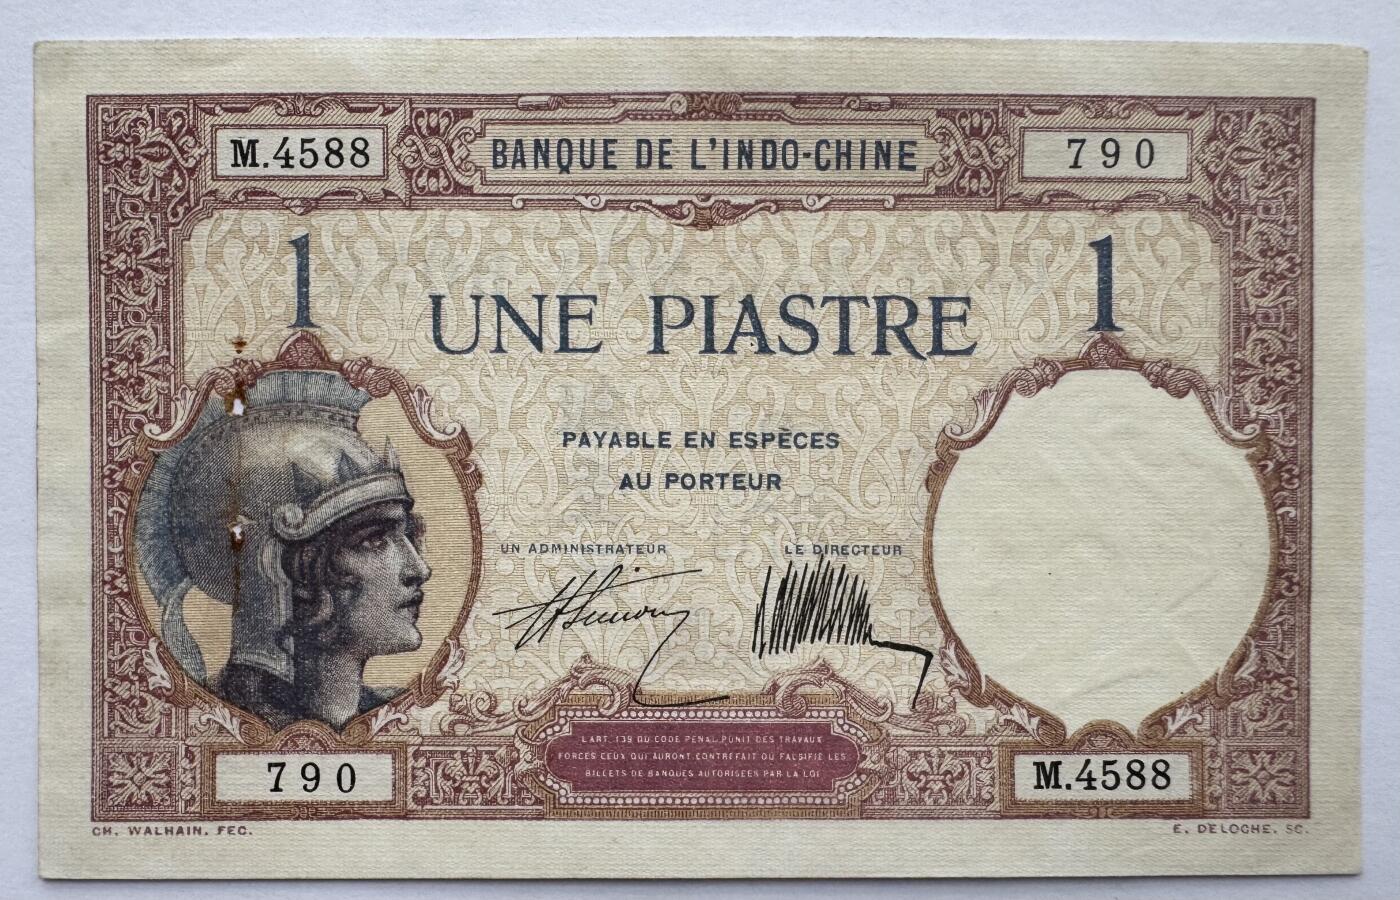 M.4588 BANQUE DE L'INDO-CHINE 790
1 UNE PIASTRE 1
PAYABLE EN ESPÈCES
AU PORTEUR
UN ADMINISTRATEUR LE DIRECTEUR
L'ART. 139 DU CODE PENAL PUNIT DES TRAVAUX
FORCES CEUX QUI AURONT CONTREFAIT OU FALSIFIE LES
BILLETS DE BANQUES AUTORISEES PAR LA LOI
790 M.4588
CH. WALHAIN. FEC. E. DELOCHE. SC.